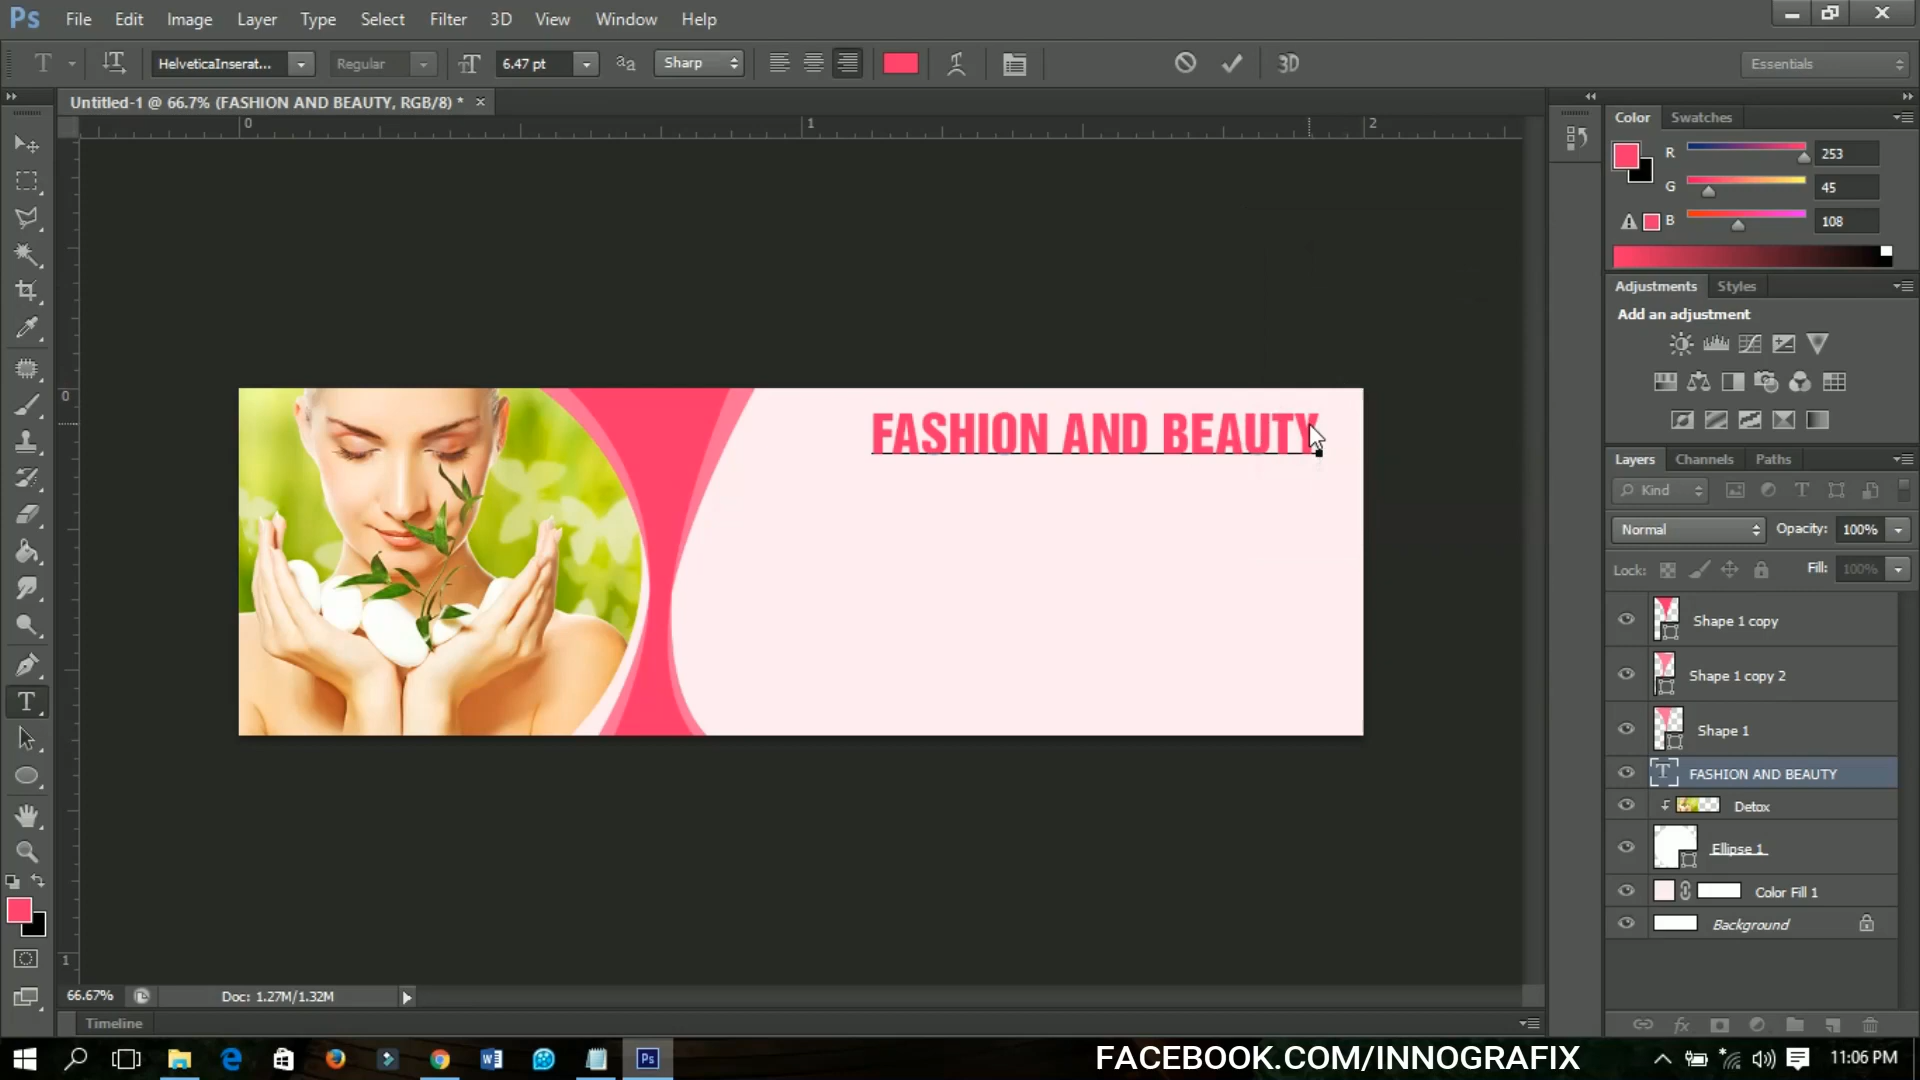 Ps File Edit Image Layer Type Select Filter 3D View Window Help
T HelveticaInserat... Regular 6.47 pt Sharp 3D Essentials
Untitled-1 @ 66.7% (FASHION AND BEAUTY, RGB/8) *
0 1 2
0
1
FASHION AND BEAUTY
Color Swatches
R 253
G 45
B 108
Adjustments Styles
Add an adjustment
Layers Channels Paths
Kind
Normal Opacity: 100%
Lock: Fill: 100%
Shape 1 copy
Shape 1 copy 2
Shape 1
FASHION AND BEAUTY
Detox
Ellipse 1
Color Fill 1
Background
66.67% Doc: 1.27M/1.32M
Timeline
FACEBOOK.COM/INNOGRAFIX
11:06 PM